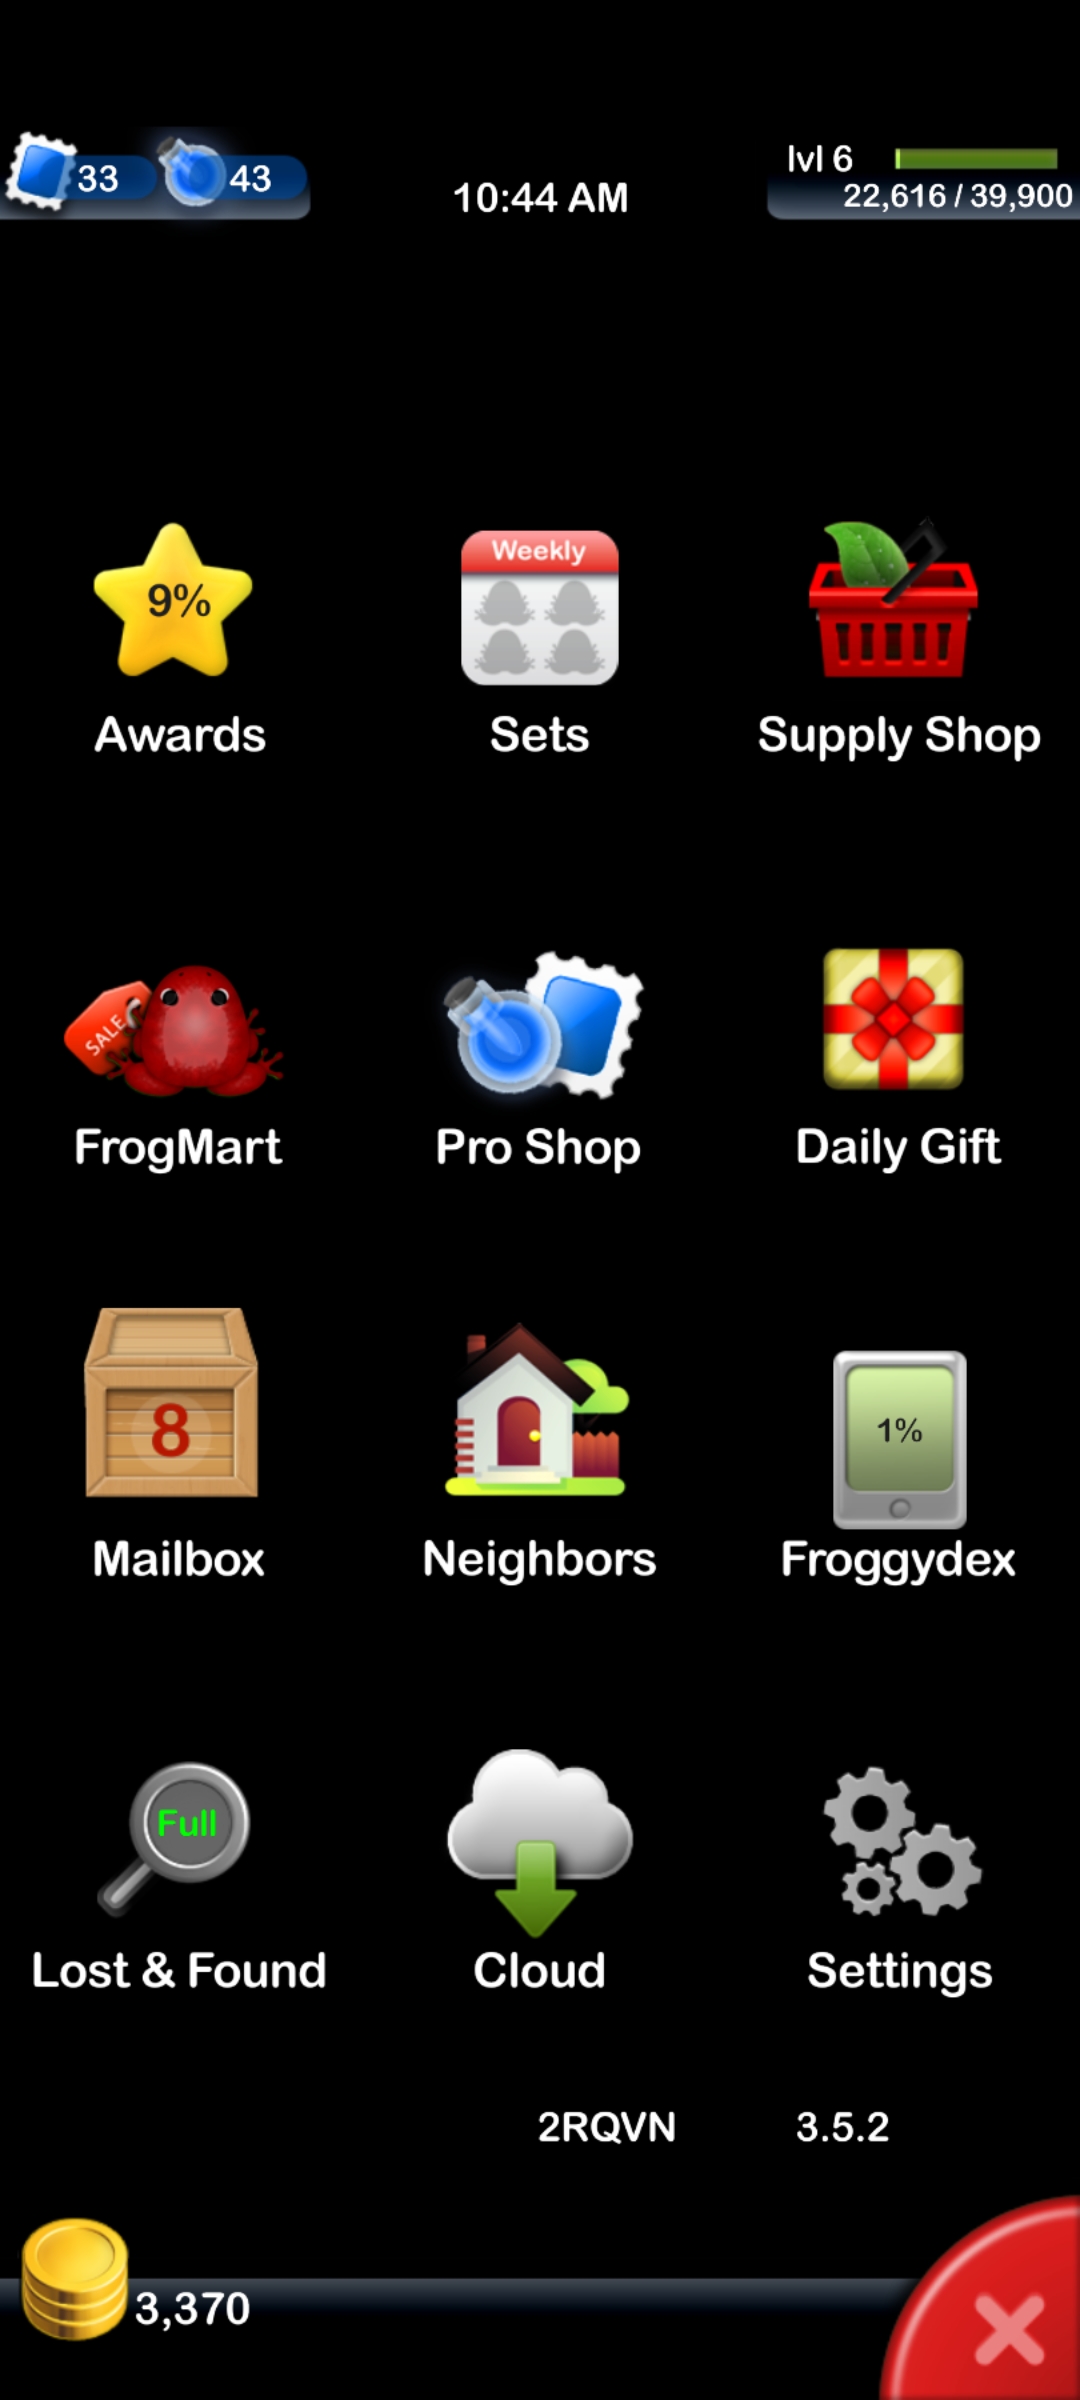 33
43
10:44 AM
lvl 6
22,616 / 39,900
9%
Weekly
Awards
Sets
Supply Shop
SALE
FrogMart
Pro Shop
Daily Gift
8
1%
Mailbox
Neighbors
Froggydex
Full
Lost & Found
Cloud
Settings
2RQVN
3.5.2
3,370